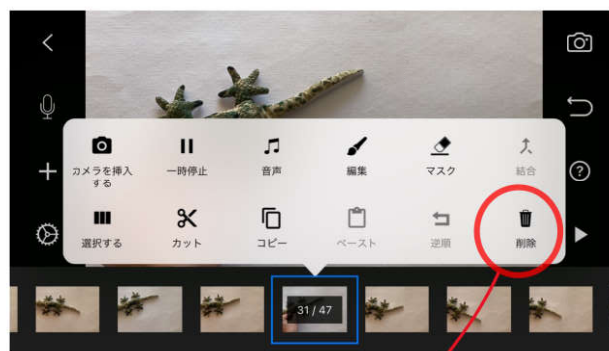 カメラを挿入
する
一時停止
音声
編集
マスク
結合
選択する
カット
コピー
ペースト
逆順
削除
31 / 47